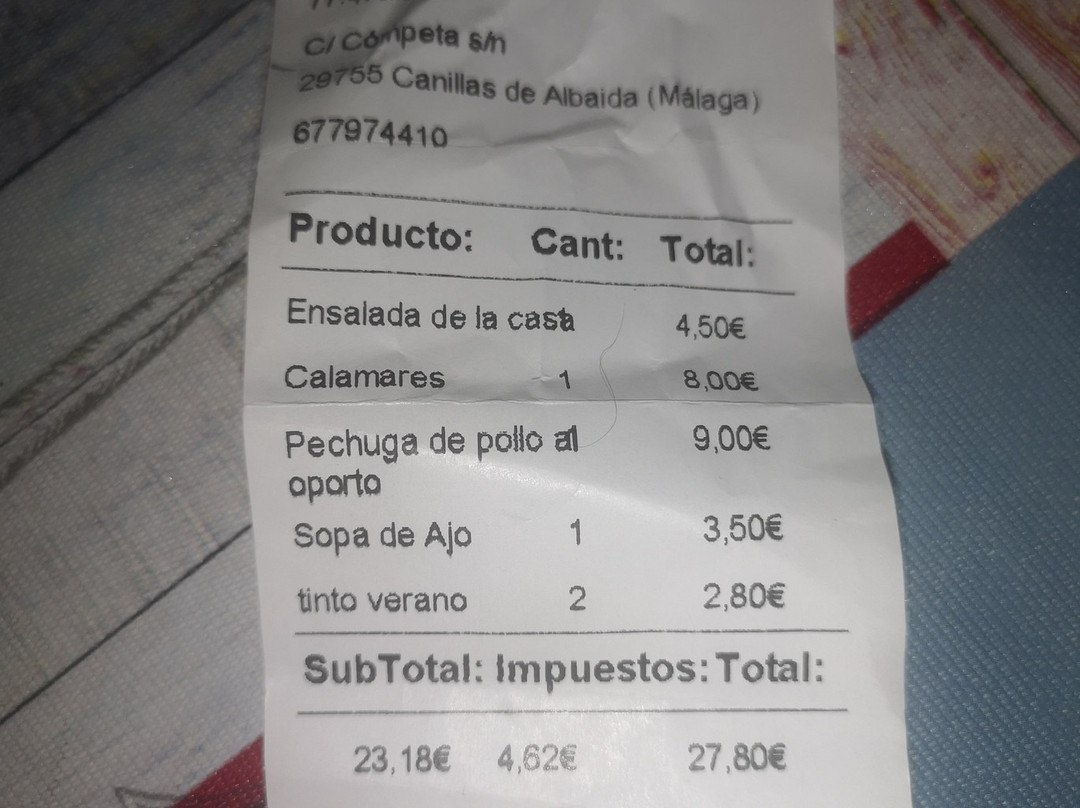 C/ Cómpeta s/n
29755 Canillas de Albaida (Málaga)
677974410
Producto: Cant: Total:
Ensalada de la casa 4,50€
Calamares 1 8,00€
Pechuga de pollo al 9,00€
oporto
Sopa de Ajo 1 3,50€
tinto verano 2 2,80€
SubTotal: Impuestos: Total:
23,18€ 4,62€ 27,80€